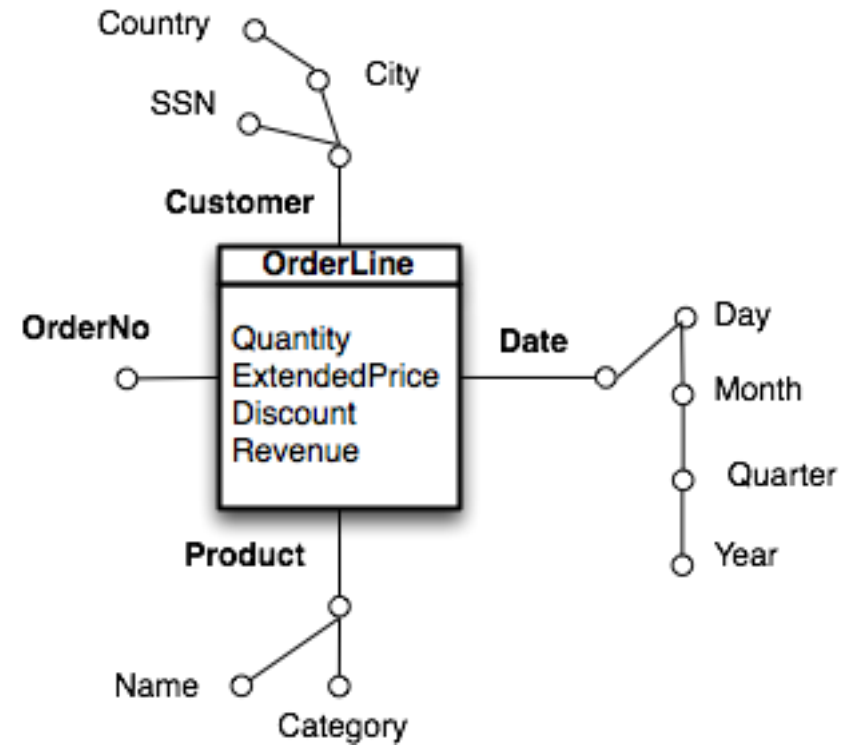 Country
City
SSN
Customer
OrderLine
OrderNo
Quantity
ExtendedPrice
Discount
Revenue
Date
Day
Month
Quarter
Year
Product
Name
Category